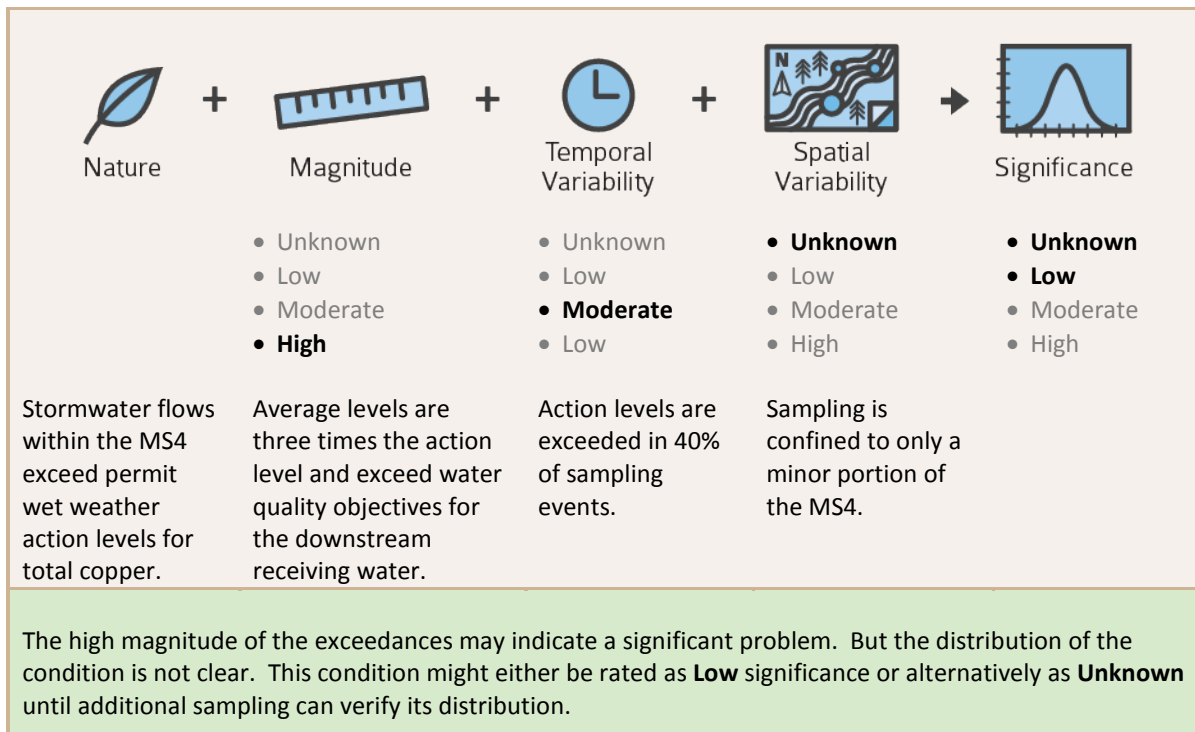 N
Nature + Magnitude + Temporal Variability + Spatial Variability Significance
• Unknown
• Low
• Moderate
• High
• Unknown
• Low
• Moderate
• Low
• Unknown
• Low
• Moderate
• High
• Unknown
• Low
• Moderate
• High
Stormwater flows
within the MS4
exceed permit
wet weather
action levels for
total copper.
Average levels are
three times the action
level and exceed water
quality objectives for
the downstream
receiving water.
Action levels are
exceeded in 40%
of sampling
events.
Sampling is
confined to only a
minor portion of
the MS4.
The high magnitude of the exceedances may indicate a significant problem.  But the distribution of the
condition is not clear.  This condition might either be rated as Low significance or alternatively as Unknown
until additional sampling can verify its distribution.